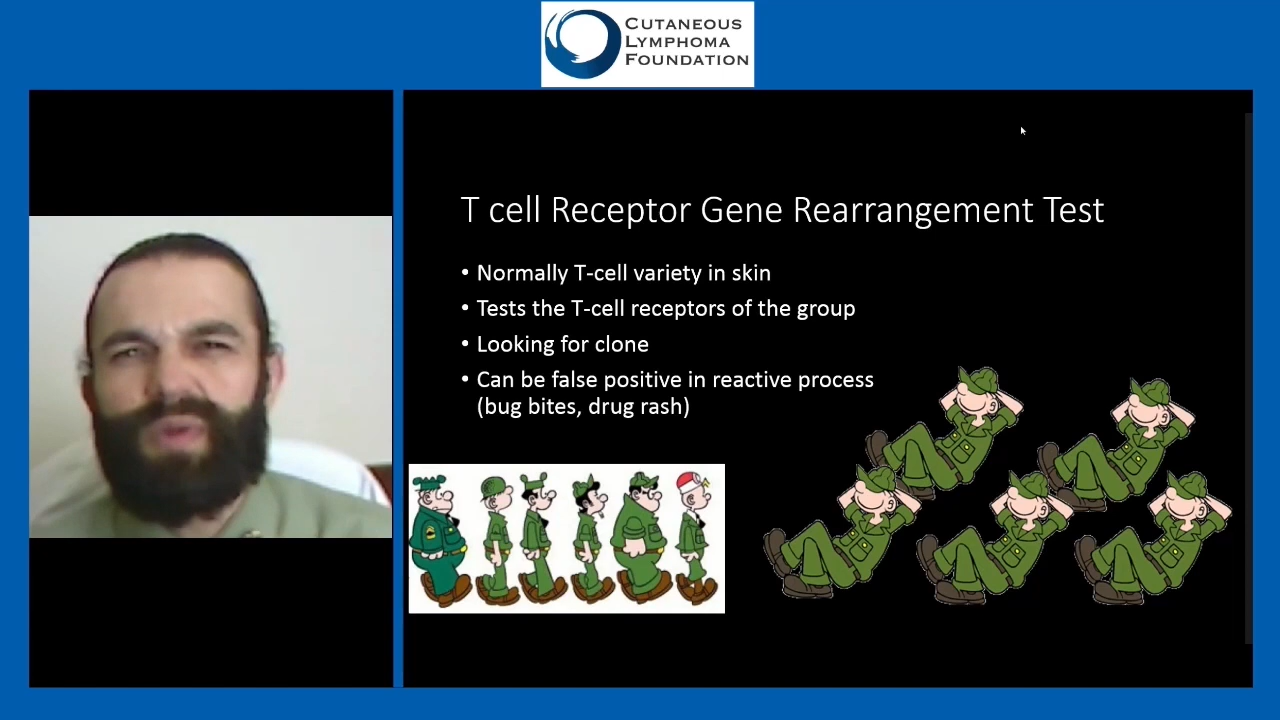 CUTANEOUS
LYMPHOMA
FOUNDATION
T cell Receptor Gene Rearrangement Test
• Normally T-cell variety in skin
• Tests the T-cell receptors of the group
• Looking for clone
• Can be false positive in reactive process
(bug bites, drug rash)